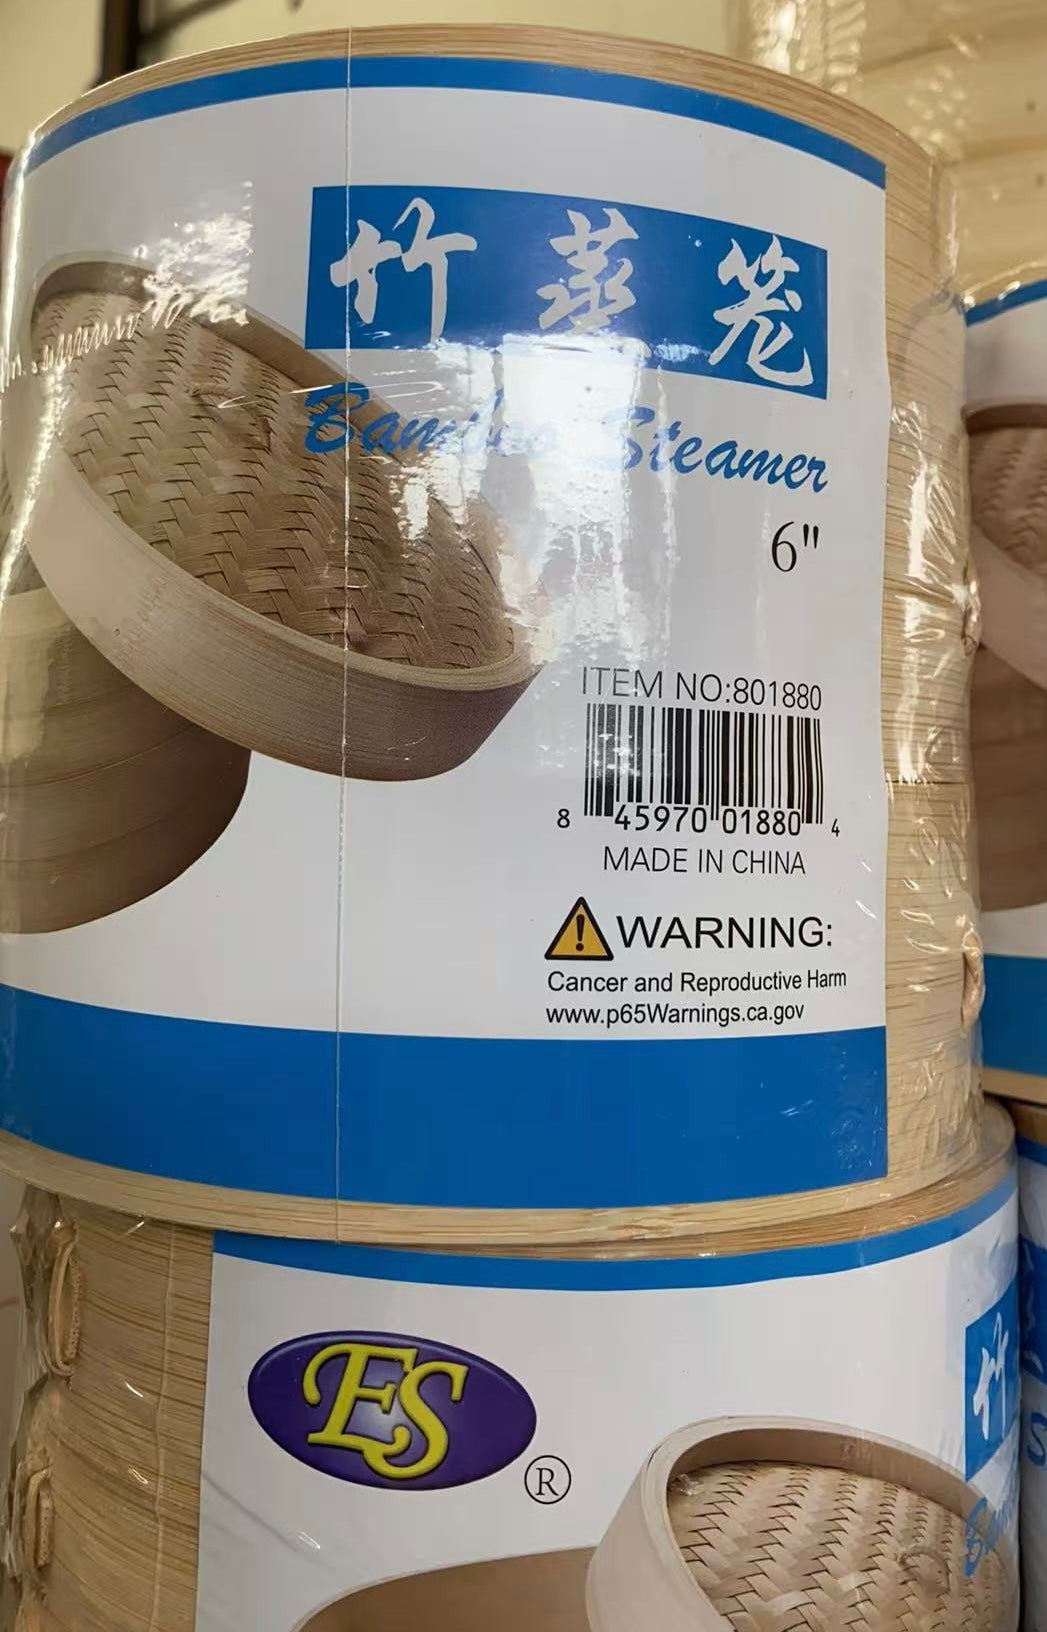 竹蒸笼
Bamboo Steamer
6"
ITEM NO:801880
8 45970 01880 4
MADE IN CHINA
WARNING:
Cancer and Reproductive Harm
www.p65Warnings.ca.gov
ES
®
竹